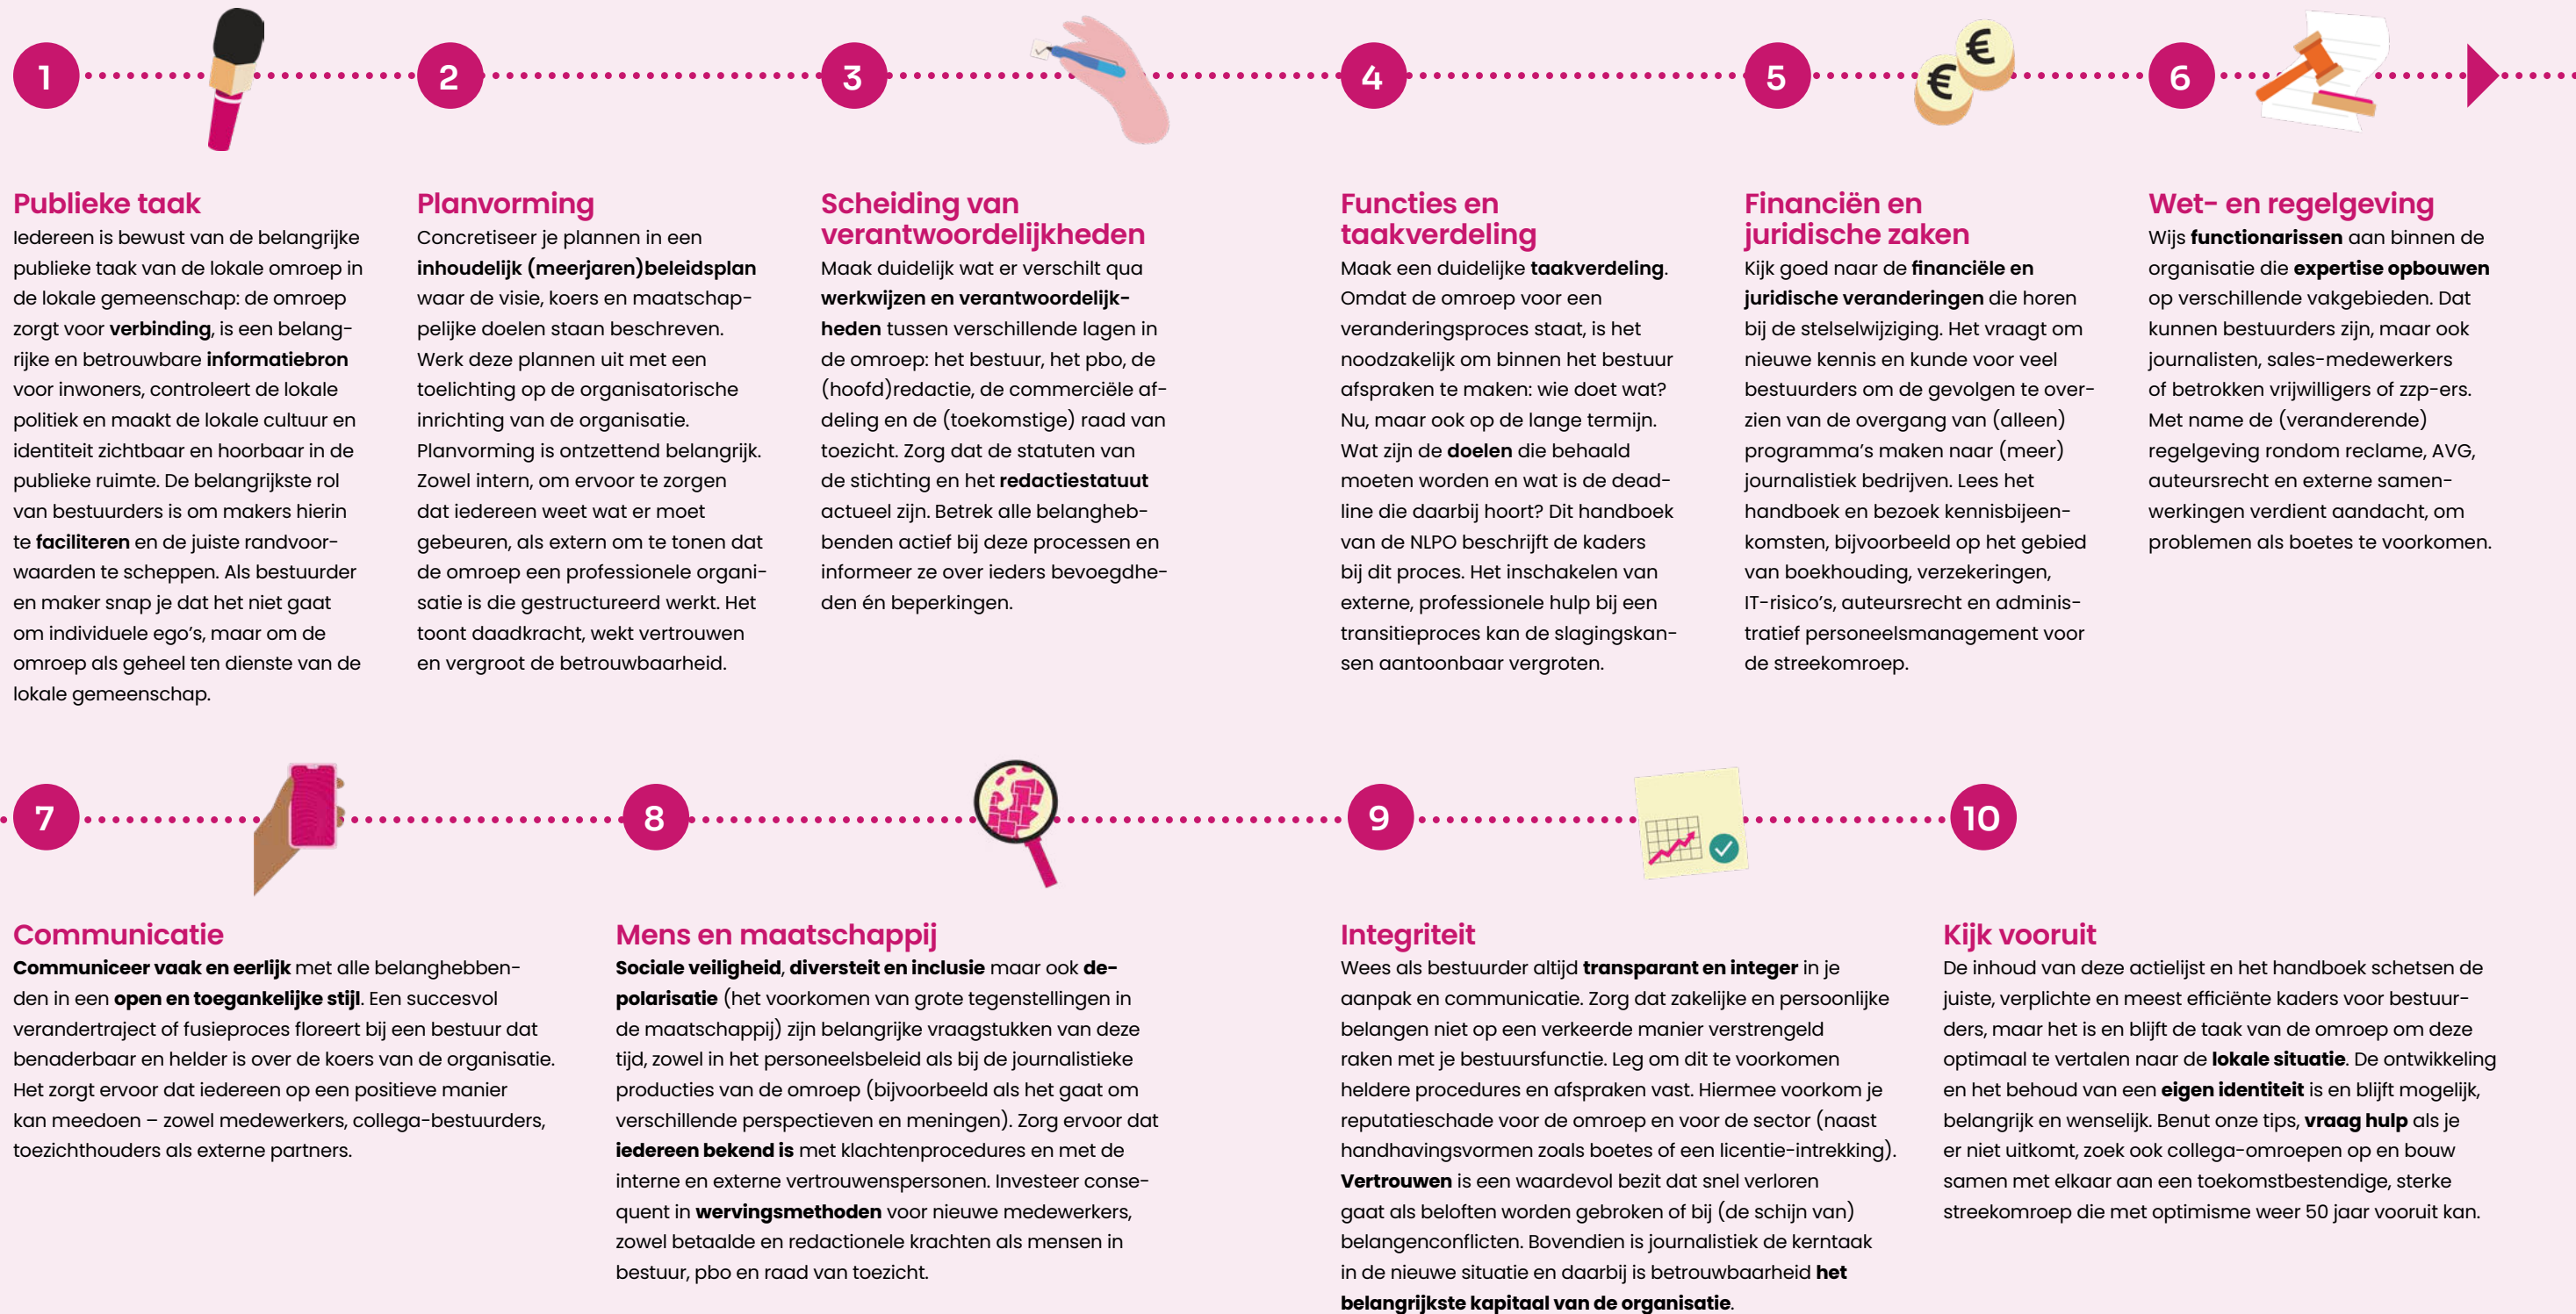 1
Publieke taak
Iedereen is bewust van de belangrijke
publieke taak van de lokale omroep in
de lokale gemeenschap: de omroep
zorgt voor verbinding, is een belang-
rijke en betrouwbare informatiebron
voor inwoners, controleert de lokale
politiek en maakt de lokale cultuur en
identiteit zichtbaar en hoorbaar in de
publieke ruimte. De belangrijkste rol
van bestuurders is om makers hierin
te faciliteren en de juiste randvoor-
waarden te scheppen. Als bestuurder
en maker snap je dat het niet gaat
om individuele ego's, maar om de
omroep als geheel ten dienste van de
lokale gemeenschap.
2
Planvorming
Concretiseer je plannen in een
inhoudelijk (meerjaren)beleidsplan
waar de visie, koers en maatschap-
pelijke doelen staan beschreven.
Werk deze plannen uit met een
toelichting op de organisatorische
inrichting van de organisatie.
Planvorming is ontzettend belangrijk.
Zowel intern, om ervoor te zorgen
dat iedereen weet wat er moet
gebeuren, als extern om te tonen dat
de omroep een professionele organi-
satie is die gestructureerd werkt. Het
toont daadkracht, wekt vertrouwen
en vergroot de betrouwbaarheid.
3
Scheiding van
verantwoordelijkheden
Maak duidelijk wat er verschilt qua
werkwijzen en verantwoordelijk-
heden tussen verschillende lagen in
de omroep: het bestuur, het pbo, de
(hoofd)redactie, de commerciële af-
deling en de (toekomstige) raad van
toezicht. Zorg dat de statuten van
de stichting en het redactiestatuut
actueel zijn. Betrek alle belangheb-
benden actief bij deze processen en
informeer ze over ieders bevoegdhe-
den én beperkingen.
4
Functies en
taakverdeling
Maak een duidelijke taakverdeling.
Omdat de omroep voor een
veranderingsproces staat, is het
noodzakelijk om binnen het bestuur
afspraken te maken: wie doet wat?
Nu, maar ook op de lange termijn.
Wat zijn de doelen die behaald
moeten worden en wat is de dead-
line die daarbij hoort? Dit handboek
van de NLPO beschrijft de kaders
bij dit proces. Het inschakelen van
externe, professionele hulp bij een
transitieproces kan de slagingskan-
sen aantoonbaar vergroten.
5
Financiën en
juridische zaken
Kijk goed naar de financiële en
juridische veranderingen die horen
bij de stelselwijziging. Het vraagt om
nieuwe kennis en kunde voor veel
bestuurders om de gevolgen te over-
zien van de overgang van (alleen)
programma's maken naar (meer)
journalistiek bedrijven. Lees het
handboek en bezoek kennisbijeen-
komsten, bijvoorbeeld op het gebied
van boekhouding, verzekeringen,
IT-risico's, auteursrecht en adminis-
tratief personeelsmanagement voor
de streekomroep.
6
Wet- en regelgeving
Wijs functionarissen aan binnen de
organisatie die expertise opbouwen
op verschillende vakgebieden. Dat
kunnen bestuurders zijn, maar ook
journalisten, sales-medewerkers
of betrokken vrijwilligers of zzp-ers.
Met name de (veranderende)
regelgeving rondom reclame, AVG,
auteursrecht en externe samen-
werkingen verdient aandacht, om
problemen als boetes te voorkomen.
7
Communicatie
Communiceer vaak en eerlijk met alle belanghebben-
den in een open en toegankelijke stijl. Een succesvol
verandertraject of fusieproces floreert bij een bestuur dat
benaderbaar en helder is over de koers van de organisatie.
Het zorgt ervoor dat iedereen op een positieve manier
kan meedoen – zowel medewerkers, collega-bestuurders,
toezichthouders als externe partners.
8
Mens en maatschappij
Sociale veiligheid, diversteit en inclusie maar ook de-
polarisatie (het voorkomen van grote tegenstellingen in
de maatschappij) zijn belangrijke vraagstukken van deze
tijd, zowel in het personeelsbeleid als bij de journalistieke
producties van de omroep (bijvoorbeeld als het gaat om
verschillende perspectieven en meningen). Zorg ervoor dat
iedereen bekend is met klachtenprocedures en met de
interne en externe vertrouwenspersonen. Investeer conse-
quent in wervingsmethoden voor nieuwe medewerkers,
zowel betaalde en redactionele krachten als mensen in
bestuur, pbo en raad van toezicht.
9
Integriteit
Wees als bestuurder altijd transparant en integer in je
aanpak en communicatie. Zorg dat zakelijke en persoonlijke
belangen niet op een verkeerde manier verstrengeld
raken met je bestuursfunctie. Leg om dit te voorkomen
heldere procedures en afspraken vast. Hiermee voorkom je
reputatieschade voor de omroep en voor de sector (naast
handhavingsvormen zoals boetes of een licentie-intrekking).
Vertrouwen is een waardevol bezit dat snel verloren
gaat als beloften worden gebroken of bij (de schijn van)
belangenconflicten. Bovendien is journalistiek de kerntaak
in de nieuwe situatie en daarbij is betrouwbaarheid het
belangrijkste kapitaal van de organisatie.
10
Kijk vooruit
De inhoud van deze actielijst en het handboek schetsen de
juiste, verplichte en meest efficiënte kaders voor bestuur-
ders, maar het is en blijft de taak van de omroep om deze
optimaal te vertalen naar de lokale situatie. De ontwikkeling
en het behoud van een eigen identiteit is en blijft mogelijk,
belangrijk en wenselijk. Benut onze tips, vraag hulp als je
er niet uitkomt, zoek ook collega-omroepen op en bouw
samen met elkaar aan een toekomstbestendige, sterke
streekomroep die met optimisme weer 50 jaar vooruit kan.